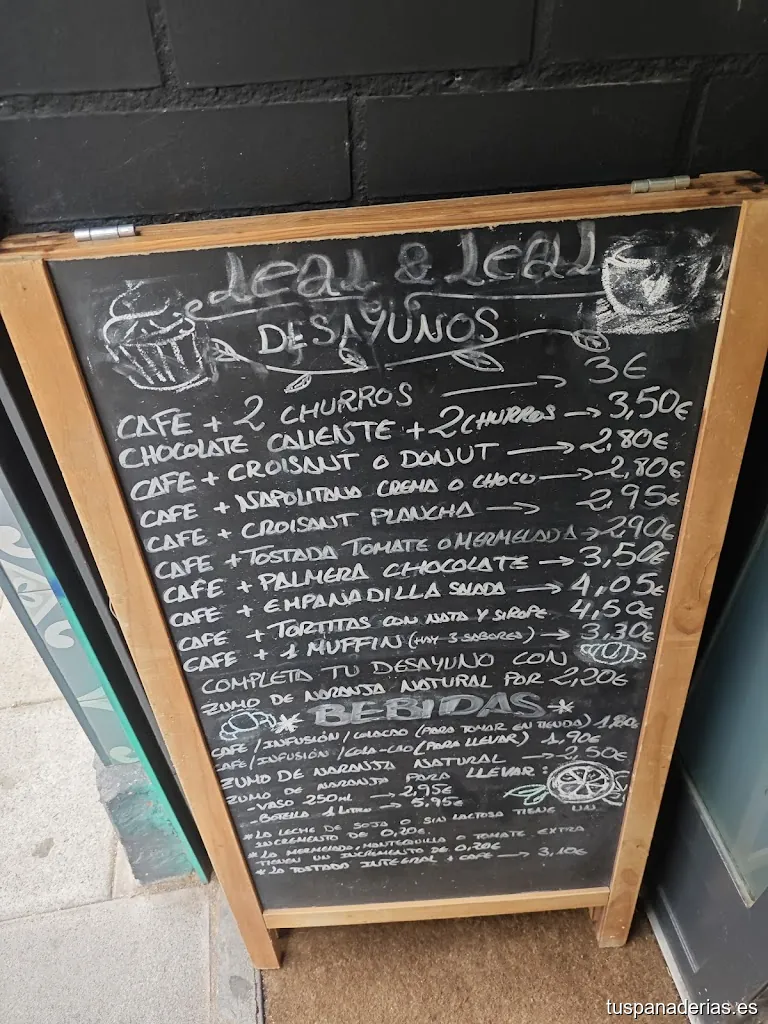 LEAL & LEAL
DESAYUNOS
CAFE + 2 CHURROS → 3€
CHOCOLATE CALIENTE + 2 CHURROS → 3,50€
CAFE + CROISANT O DONUT → 2,80€
CAFE + NAPOLITANA CREMA O CHOCO → 2,80€
CAFE + CROISANT PLANCHA → 2,95€
CAFE + TOSTADA TOMATE O MERMELADA → 2,90€
CAFE + PALMERA CHOCOLATE → 3,50€
CAFE + EMPANADILLA SALADA → 4,05€
CAFE + TORTITAS CON NATA Y SIROPE 4,50€
CAFE + 1 MUFFIN (HAY 3 SABORES) → 3,30€
COMPLETA TU DESAYUNO CON
ZUMO DE NARANJA NATURAL POR 2,20€
* BEBIDAS *
CAFE / INFUSIÓN / COLACAO (PARA TOMAR EN TIENDA) 1,80€
CAFE / INFUSIÓN / COLA-CAO (PARA LLEVAR) 1,90€
ZUMO DE NARANJA NATURAL → 2,50€
ZUMO DE NARANJA PARA LLEVAR:
- VASO 250ml → 2,95€
- BOTELLA 1 LITRO → 5,95€
* LA LECHE DE SOJA O SIN LACTOSA TIENE UN
INCREMENTO DE 0,20€.
* LA MERMELADA, MANTEQUILLA O TOMATE EXTRA
TIENEN UN INCREMENTO DE 0,20€
* LA TOSTADA INTEGRAL + CAFE → 3,10€
tuspanaderias.es